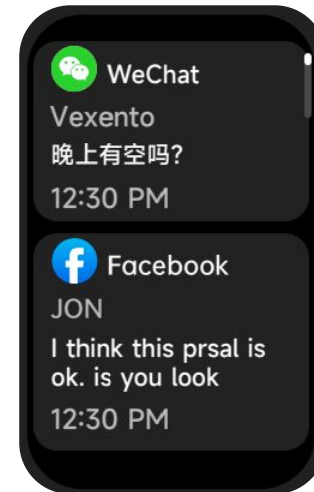 WeChat
Vexento
晚上有空吗?
12:30 PM
Facebook
JON
I think this prsal is
ok. is you look
12:30 PM